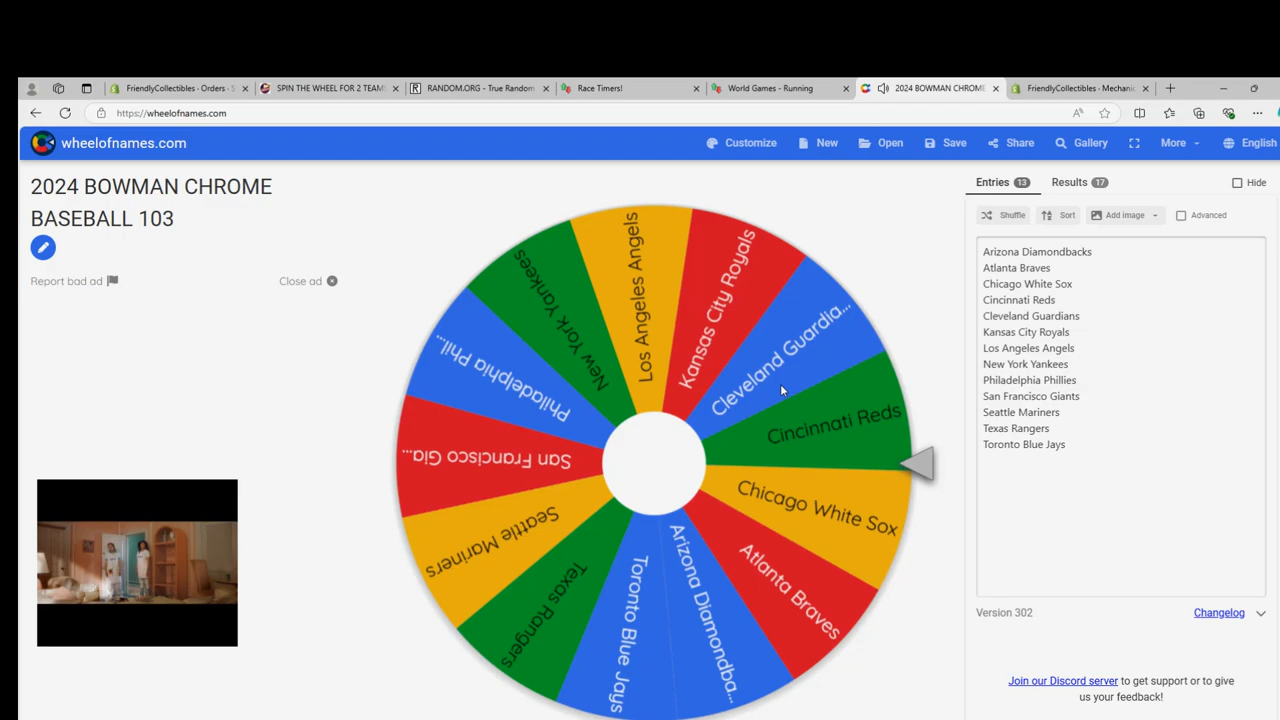 FriendlyCollectibles - Orders - S
SPIN THE WHEEL FOR 2 TEAM
RANDOM.ORG - True Random
Race Timers!
World Games - Running
2024 BOWMAN CHROME
FriendlyCollectibles - Mechanic
https://wheelofnames.com
wheelofnames.com
Customize
New
Open
Save
Share
Gallery
More
English
2024 BOWMAN CHROME
BASEBALL 103
Report bad ad
Close ad
Entries 13
Results 17
Hide
Shuffle
Sort
Add image
Advanced
Arizona Diamondbacks
Atlanta Braves
Chicago White Sox
Cincinnati Reds
Cleveland Guardians
Kansas City Royals
Los Angeles Angels
New York Yankees
Philadelphia Phillies
San Francisco Giants
Seattle Mariners
Texas Rangers
Toronto Blue Jays
Los Angeles Angels
Kansas City Royals
Cleveland Guardia...
Cincinnati Reds
Chicago White Sox
Atlanta Braves
Arizona Diamondba...
Toronto Blue Jays
Texas Rangers
Seattle Mariners
San Francisco Gia...
Philadelphia Phil...
New York Yankees
Version 302
Changelog
Join our Discord server to get support or to give
us your feedback!